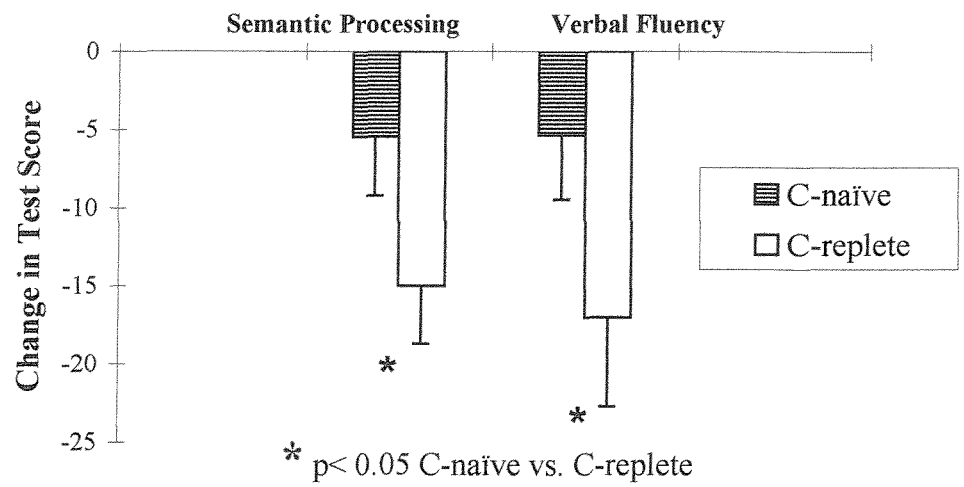 Semantic Processing Verbal Fluency
0
-5
-10
-15
-20
-25
Change in Test Score
C-naïve
C-replete
*
*
* p< 0.05 C-naïve vs. C-replete